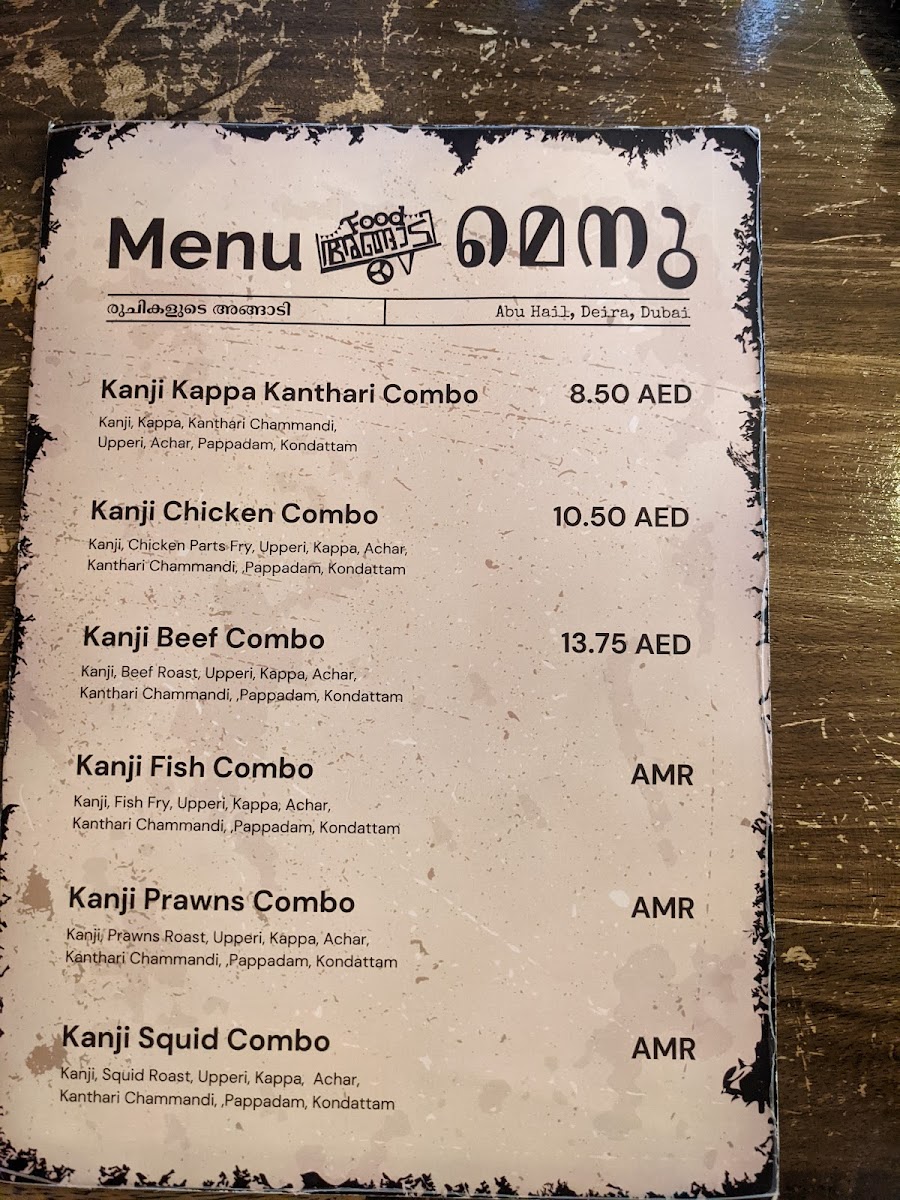 Menu Food അങ്ങാടി മെനു
രുചികളുടെ അങ്ങാടി Abu Hail, Deira, Dubai
Kanji Kappa Kanthari Combo 8.50 AED
Kanji, Kappa, Kanthari Chammandi,
Upperi, Achar, Pappadam, Kondattam
Kanji Chicken Combo 10.50 AED
Kanji, Chicken Parts Fry, Upperi, Kappa, Achar,
Kanthari Chammandi, ,Pappadam, Kondattam
Kanji Beef Combo 13.75 AED
Kanji, Beef Roast, Upperi, Kappa, Achar,
Kanthari Chammandi, ,Pappadam, Kondattam
Kanji Fish Combo AMR
Kanji, Fish Fry, Upperi, Kappa, Achar,
Kanthari Chammandi, ,Pappadam, Kondattam
Kanji Prawns Combo AMR
Kanji, Prawns Roast, Upperi, Kappa, Achar,
Kanthari Chammandi, ,Pappadam, Kondattam
Kanji Squid Combo AMR
Kanji, Squid Roast, Upperi, Kappa, Achar,
Kanthari Chammandi, ,Pappadam, Kondattam